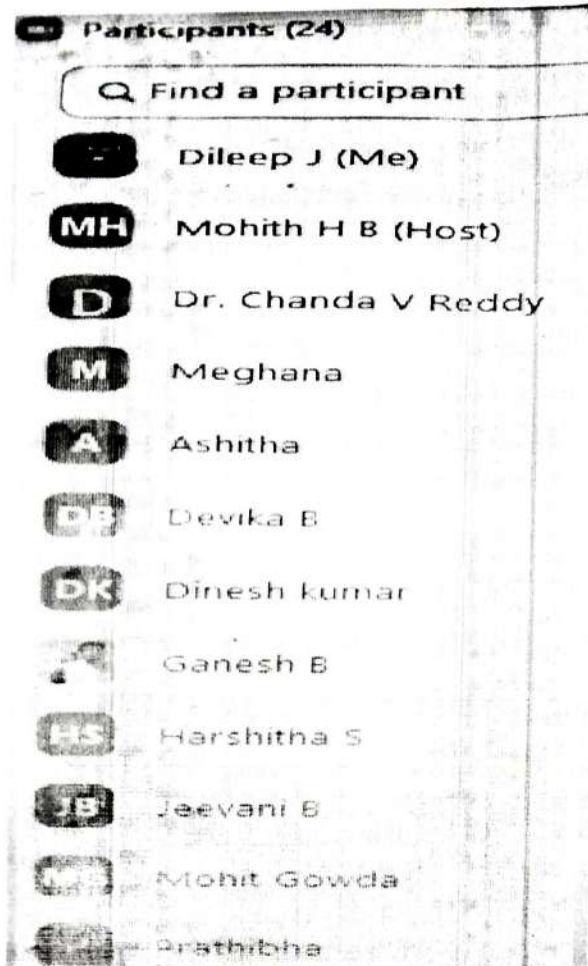 Participants (24)
Find a participant
Dileep J (Me)
MH Mohith H B (Host)
D Dr. Chanda V Reddy
M Meghana
A Ashitha
DB Devika B
DK Dinesh kumar
Ganesh B
HS Harshitha S
JB Jeevani B
Mohit Gowda
Prathibha